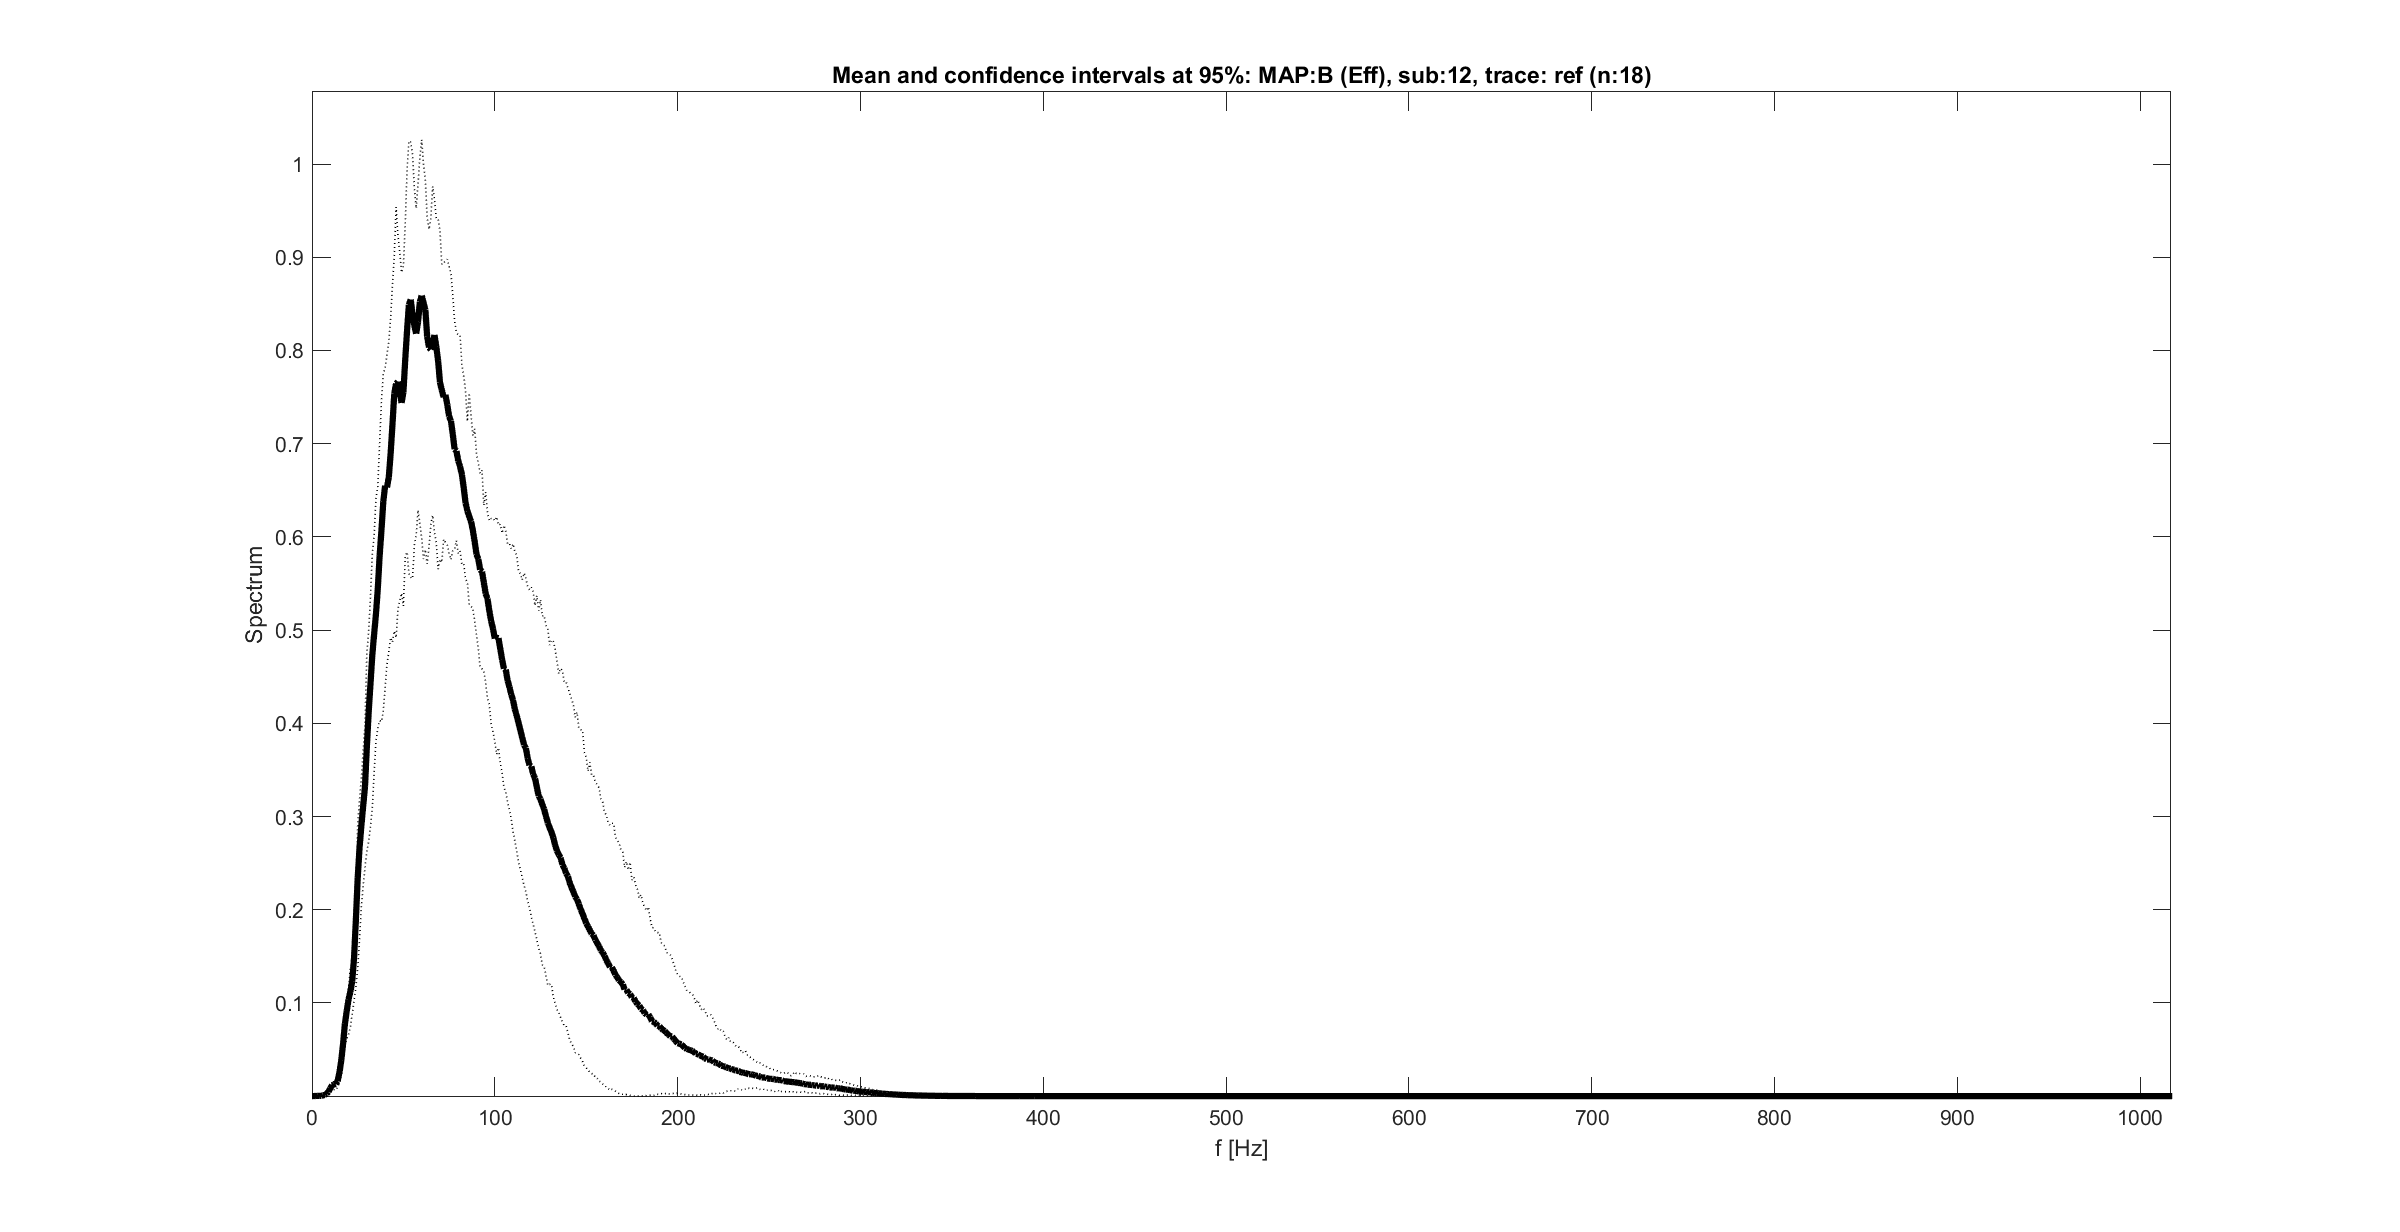 Mean and confidence intervals at 95%: MAP:B (Eff), sub:12, trace: ref (n:18)
1
0.9
0.8
0.7
0.6
0.5
0.4
0.3
0.2
0.1
Spectrum
0 100 200 300 400 500 600 700 800 900 1000
f [Hz]